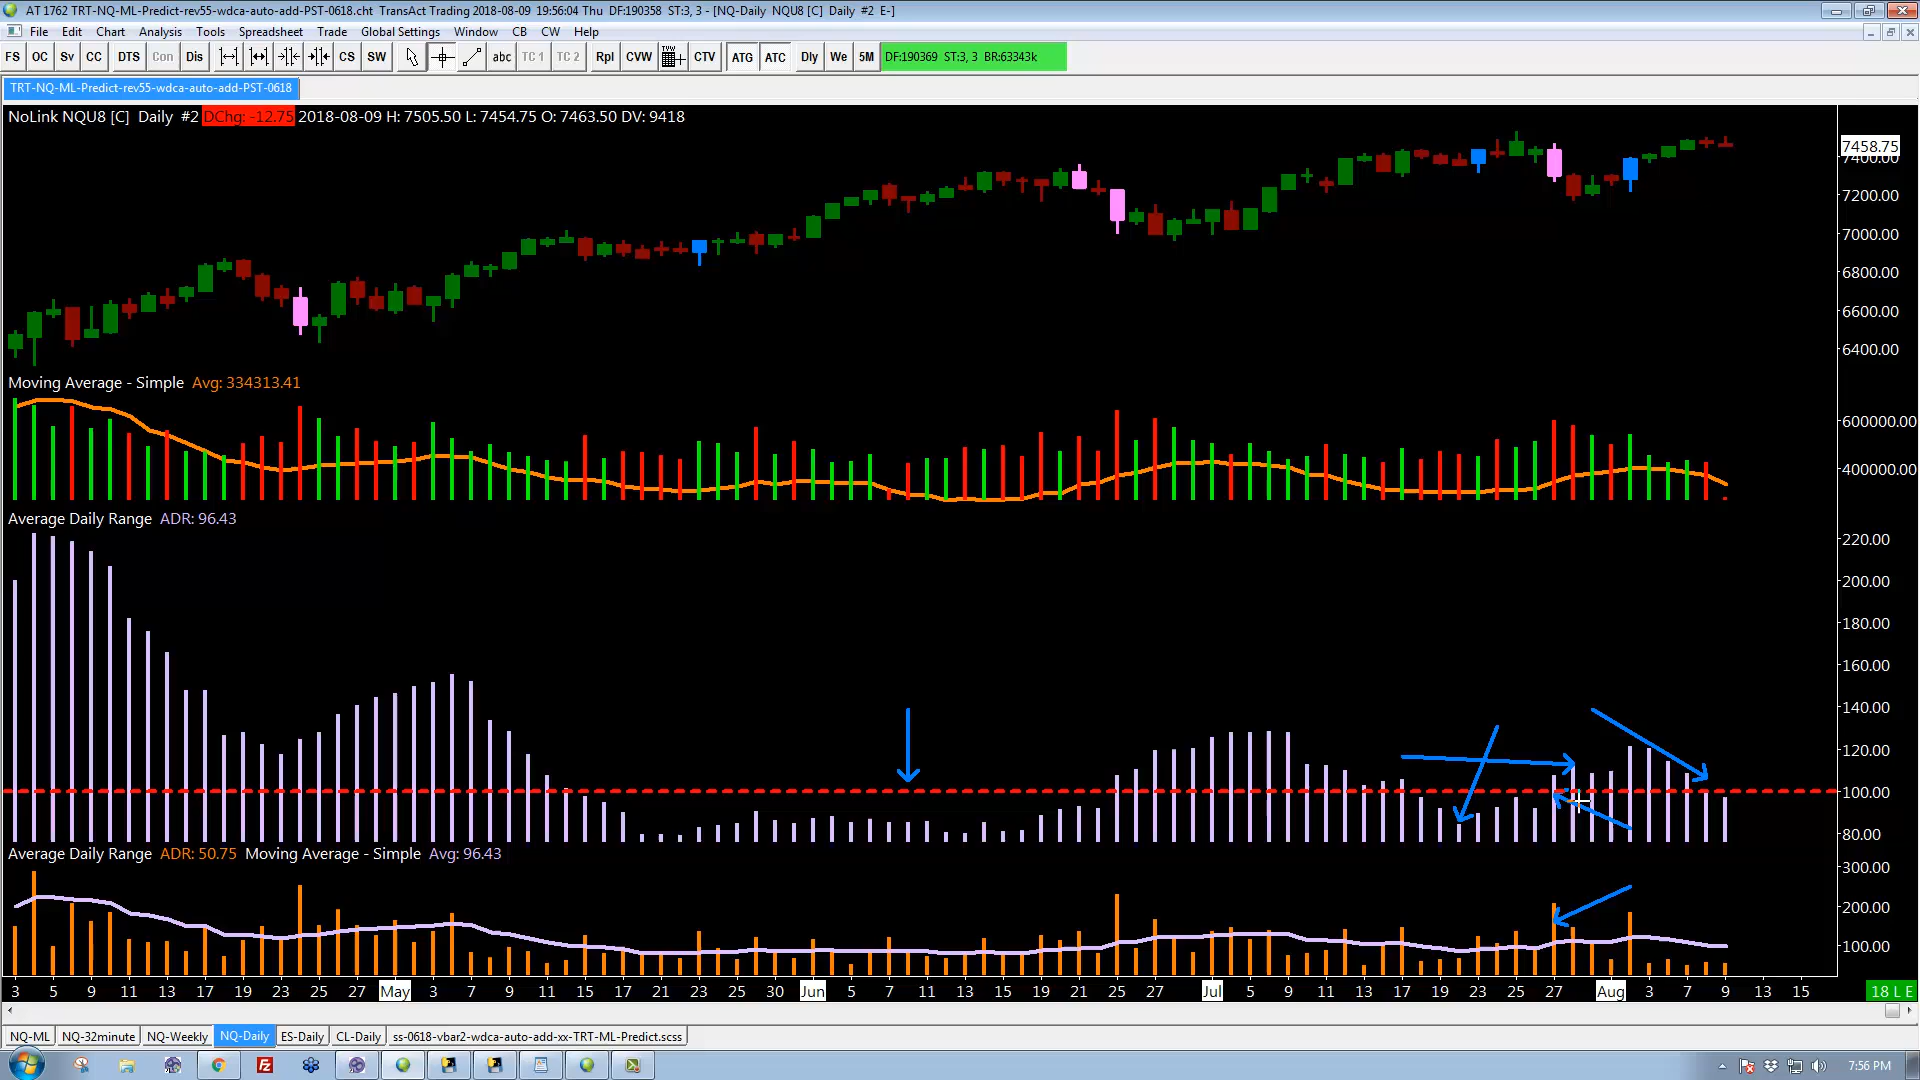 AT 1762 TRT-NQ-ML-Predict-rev55-wdca-auto-add-PST-0618.cht TransAct Trading 2018-08-09 19:56:04 Thu DF:190358 ST:3, 3 - [NQ-Daily NQU8 [C] Daily #2 E-]
File Edit Chart Analysis Tools Spreadsheet Trade Global Settings Window CB CW Help
FS OC Sv CC DTS Con Dis CS SW abc TC 1 TC 2 Rpl CVW CTV ATG ATC Dly We 5M DF:190369 ST:3, 3 BR:63343k
TRT-NQ-ML-Predict-rev55-wdca-auto-add-PST-0618
NoLink NQU8 [C] Daily #2 DChg: -12.75 2018-08-09 H: 7505.50 L: 7454.75 O: 7463.50 DV: 9418
7458.75
7400.00
7200.00
7000.00
6800.00
6600.00
6400.00
Moving Average - Simple Avg: 334313.41
600000.00
400000.00
Average Daily Range ADR: 96.43
220.00
200.00
180.00
160.00
140.00
120.00
100.00
80.00
Average Daily Range ADR: 50.75 Moving Average - Simple Avg: 96.43
300.00
200.00
100.00
3 5 9 11 13 17 19 23 25 27 May 3 7 9 11 15 17 21 23 25 30 Jun 5 7 11 13 15 19 21 25 27 Jul 5 9 11 13 17 19 23 25 27 Aug 3 7 9 13 15 18 L E
NQ-ML NQ-32minute NQ-Weekly NQ-Daily ES-Daily CL-Daily ss-0618-vbar2-wdca-auto-add-xx-TRT-ML-Predict.scss
7:56 PM